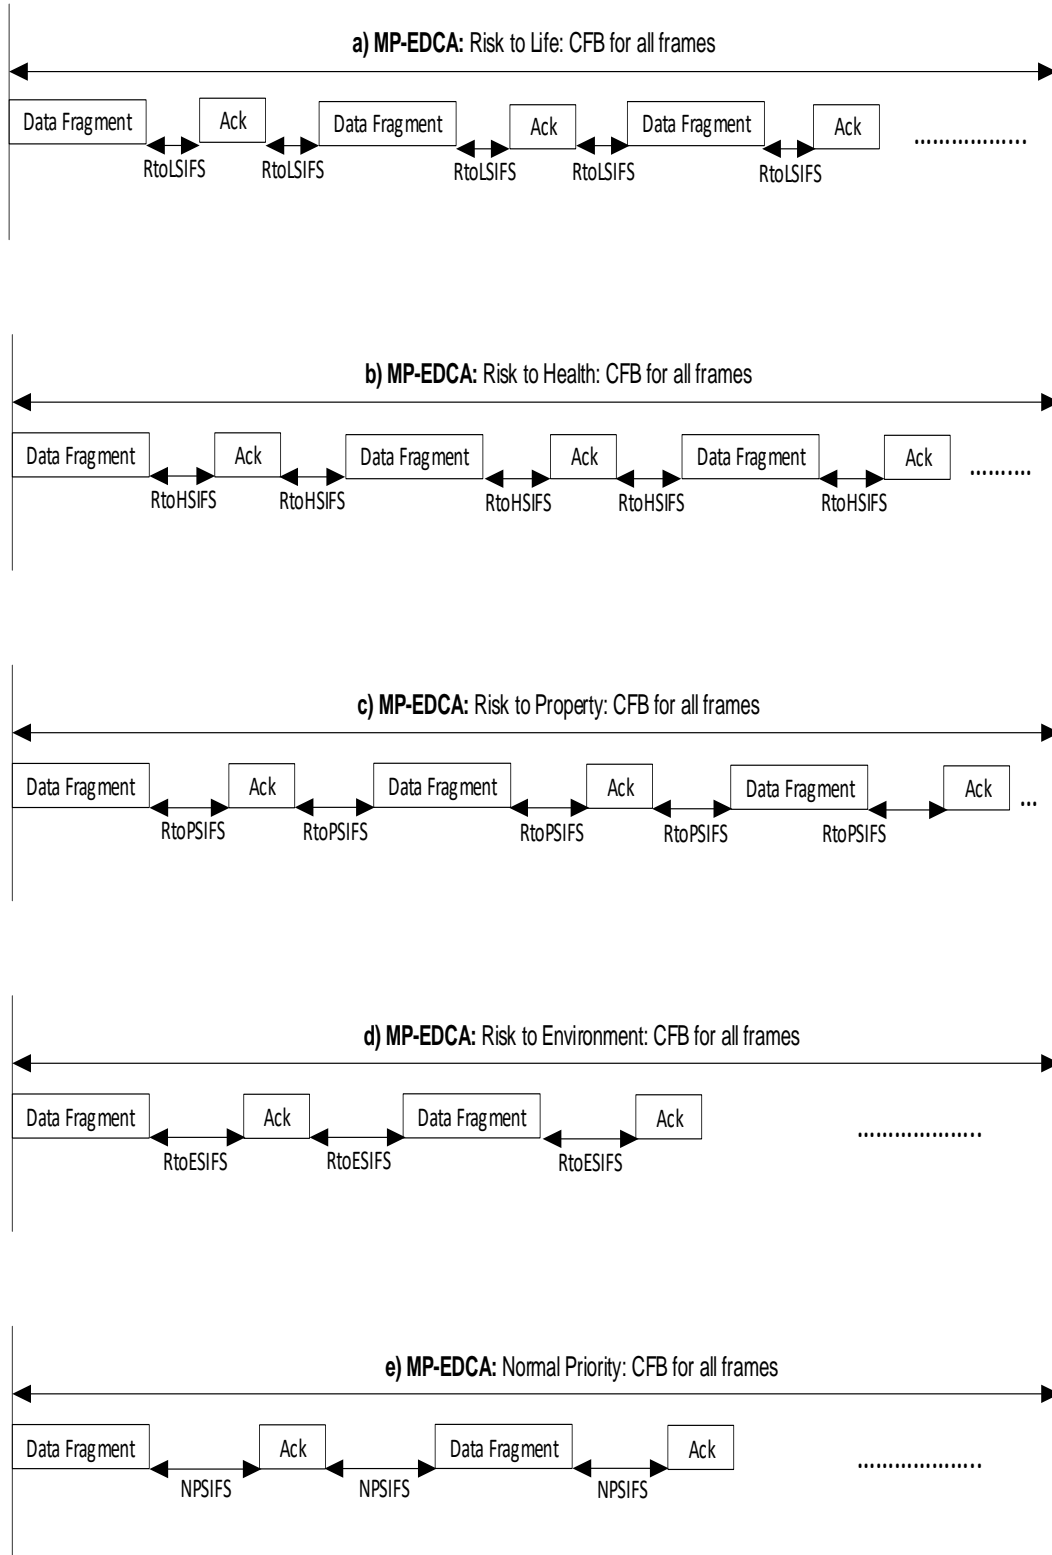 a) MP-EDCA: Risk to Life: CFB for all frames
Data Fragment Ack Data Fragment Ack Data Fragment Ack ...................
RtoLSIFS RtoLSIFS RtoLSIFS RtoLSIFS RtoLSIFS
b) MP-EDCA: Risk to Health: CFB for all frames
Data Fragment Ack Data Fragment Ack Data Fragment Ack ..........
RtoHSIFS RtoHSIFS RtoHSIFS RtoHSIFS RtoHSIFS
c) MP-EDCA: Risk to Property: CFB for all frames
Data Fragment Ack Data Fragment Ack Data Fragment Ack ...
RtoPSIFS RtoPSIFS RtoPSIFS RtoPSIFS RtoPSIFS
d) MP-EDCA: Risk to Environment: CFB for all frames
Data Fragment Ack Data Fragment Ack ....................
RtoESIFS RtoESIFS RtoESIFS
e) MP-EDCA: Normal Priority: CFB for all frames
Data Fragment Ack Data Fragment Ack ....................
NPSIFS NPSIFS NPSIFS